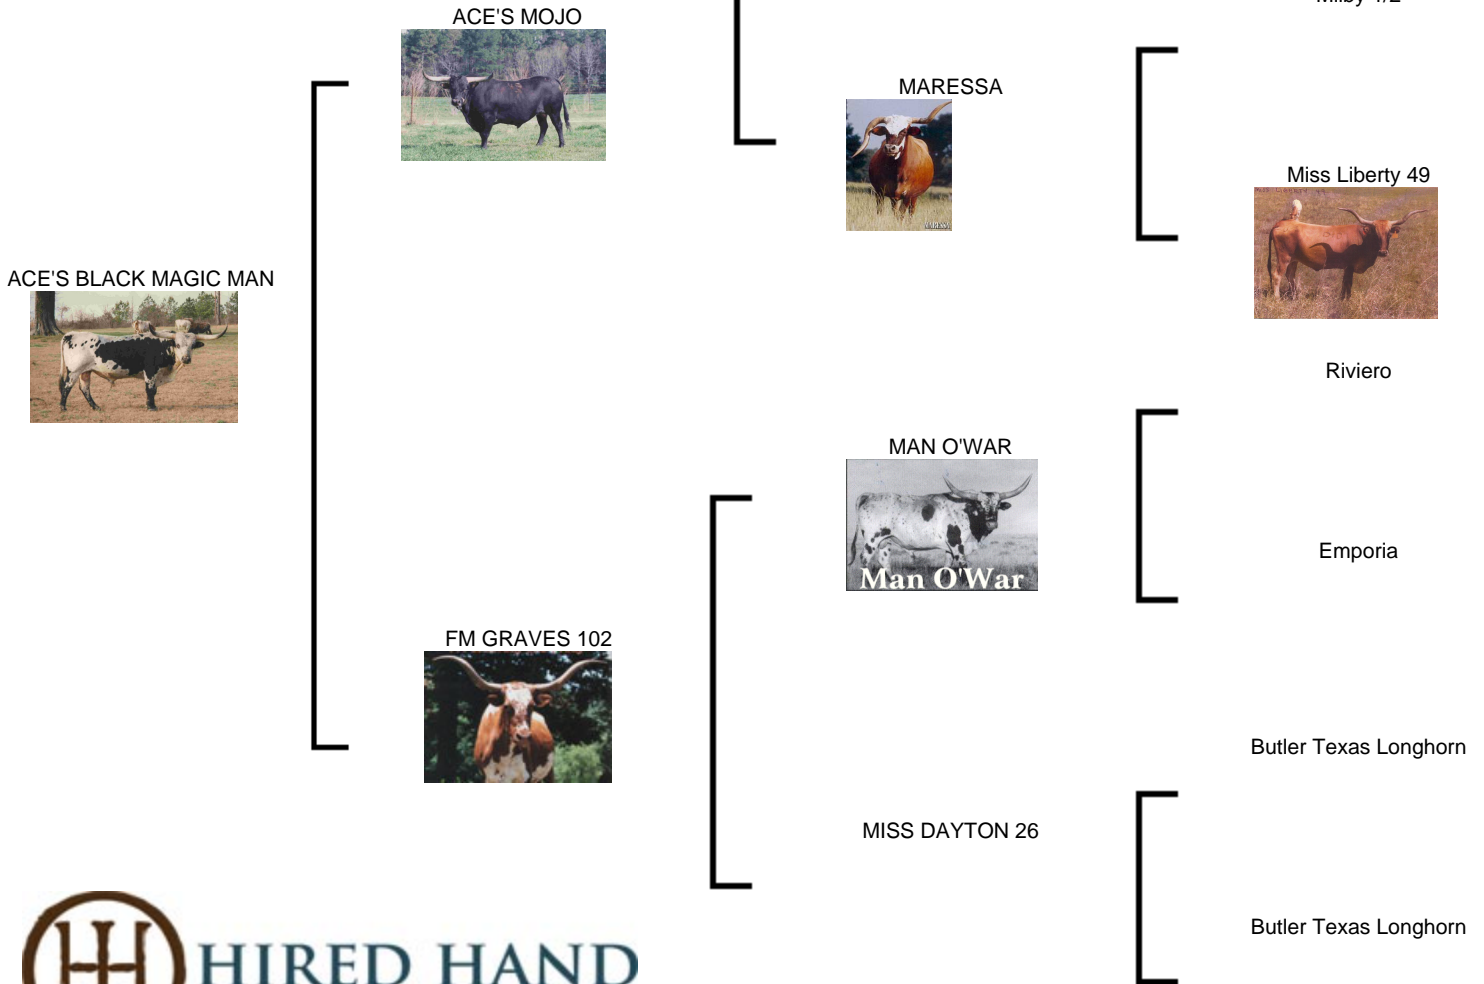 ACE'S MOJO
MARESSA
MARESSA
Miss Liberty 49
ACE'S BLACK MAGIC MAN
Riviero
MAN O'WAR
Man O'War
Emporia
FM GRAVES 102
Butler Texas Longhorn
MISS DAYTON 26
Butler Texas Longhorn
HIRED HAND